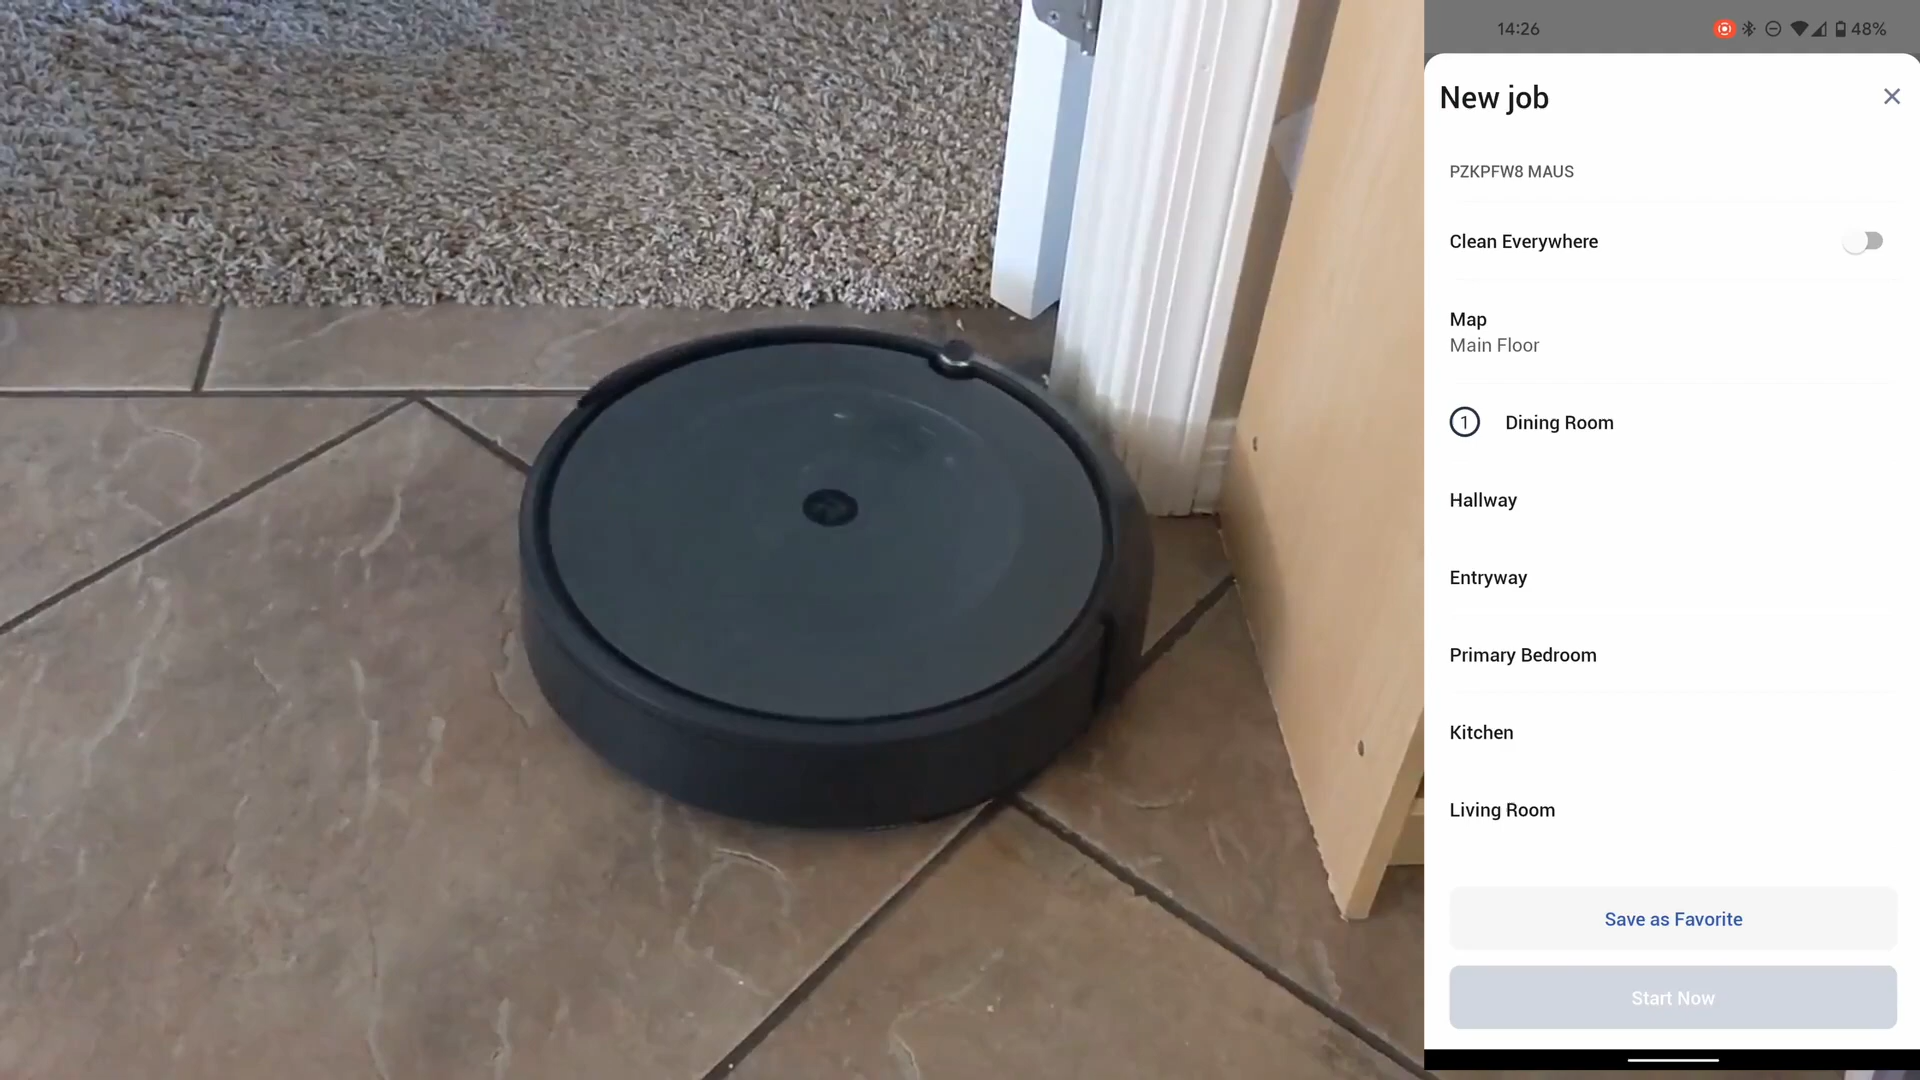 14:26
48%
New job
PZKPFW8 MAUS
Clean Everywhere
Map
Main Floor
1 Dining Room
Hallway
Entryway
Primary Bedroom
Kitchen
Living Room
Save as Favorite
Start Now